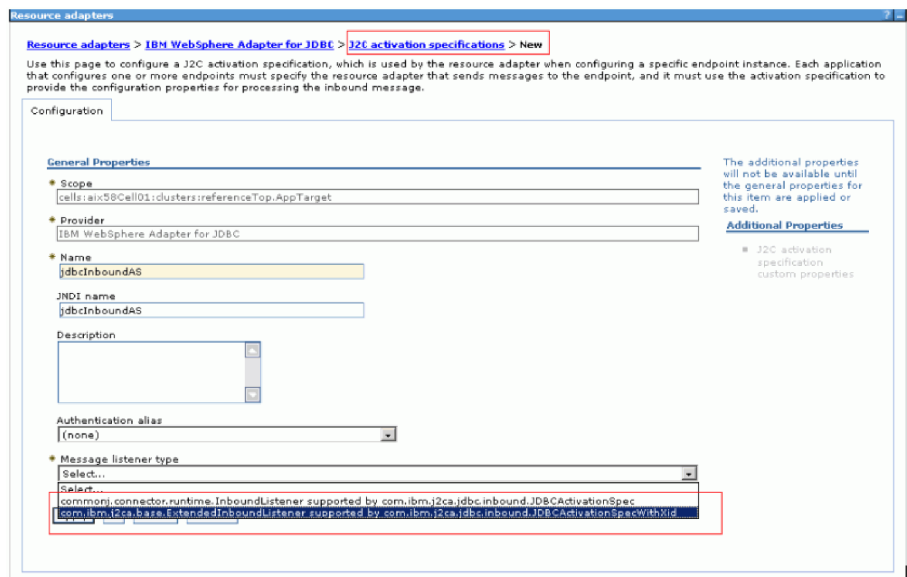 Resource adapters
? _
Resource adapters > IBM WebSphere Adapter for JDBC > J2C activation specifications > New
Use this page to configure a J2C activation specification, which is used by the resource adapter when configuring a specific endpoint instance. Each application
that configures one or more endpoints must specify the resource adapter that sends messages to the endpoint, and it must use the activation specification to
provide the configuration properties for processing the inbound message.
Configuration
General Properties
Scope
cells:aix58Cell01:clusters:referenceTop.AppTarget
Provider
IBM WebSphere Adapter for JDBC
Name
jdbcInboundAS
JNDI name
jdbcInboundAS
Description
Authentication alias
(none)
Message listener type
Select...
Select...
commonj.connector.runtime.InboundListener supported by com.ibm.j2ca.jdbc.inbound.JDBCActivationSpec
com.ibm.j2ca.base.ExtendedInboundListener supported by com.ibm.j2ca.jdbc.inbound.JDBCActivationSpecWithXid
The additional properties
will not be available until
the general properties for
this item are applied or
saved.
Additional Properties
J2C activation
specification
custom properties